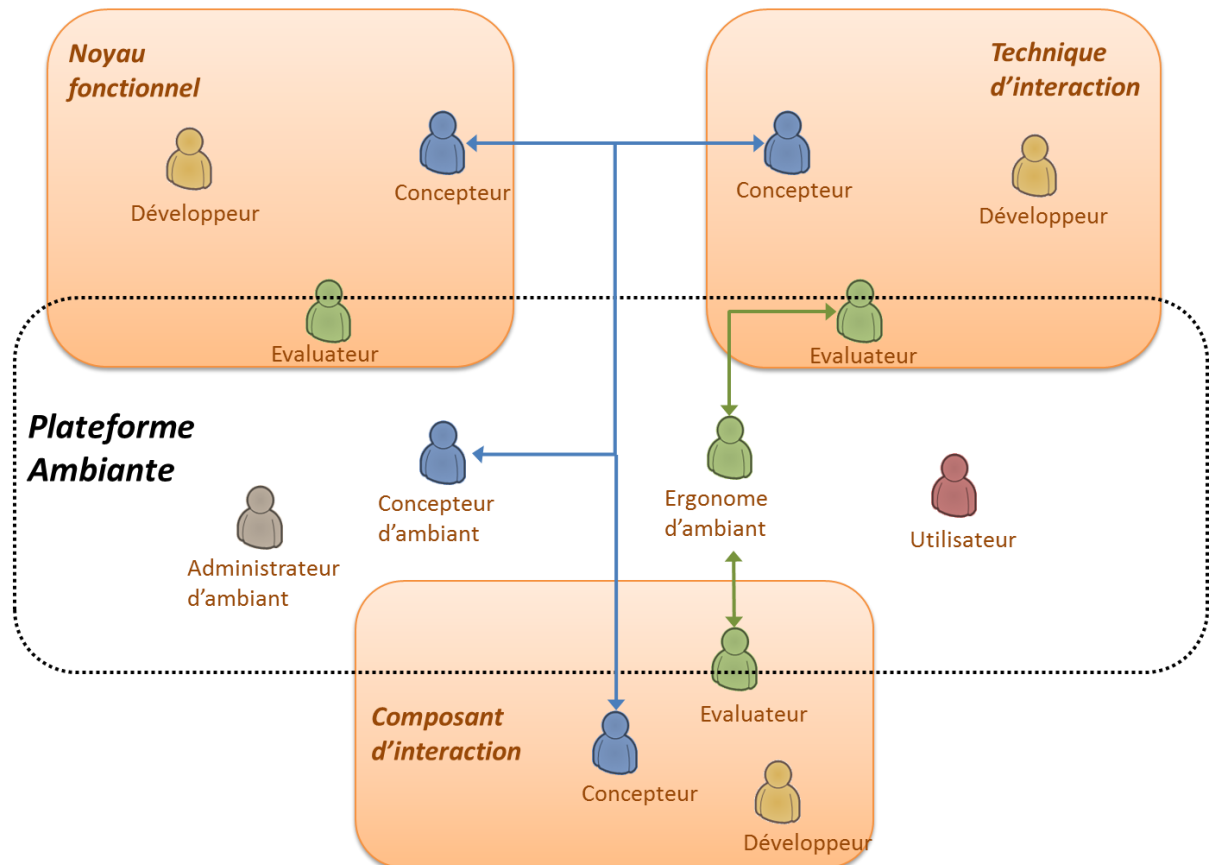 Noyau
fonctionnel
Technique
d'interaction
Concepteur
Développeur
Concepteur
Développeur
Evaluateur
Evaluateur
Plateforme
Ambiante
Concepteur
d'ambiant
Ergonome
d'ambiant
Utilisateur
Administrateur
d'ambiant
Composant
d'interaction
Evaluateur
Concepteur
Développeur